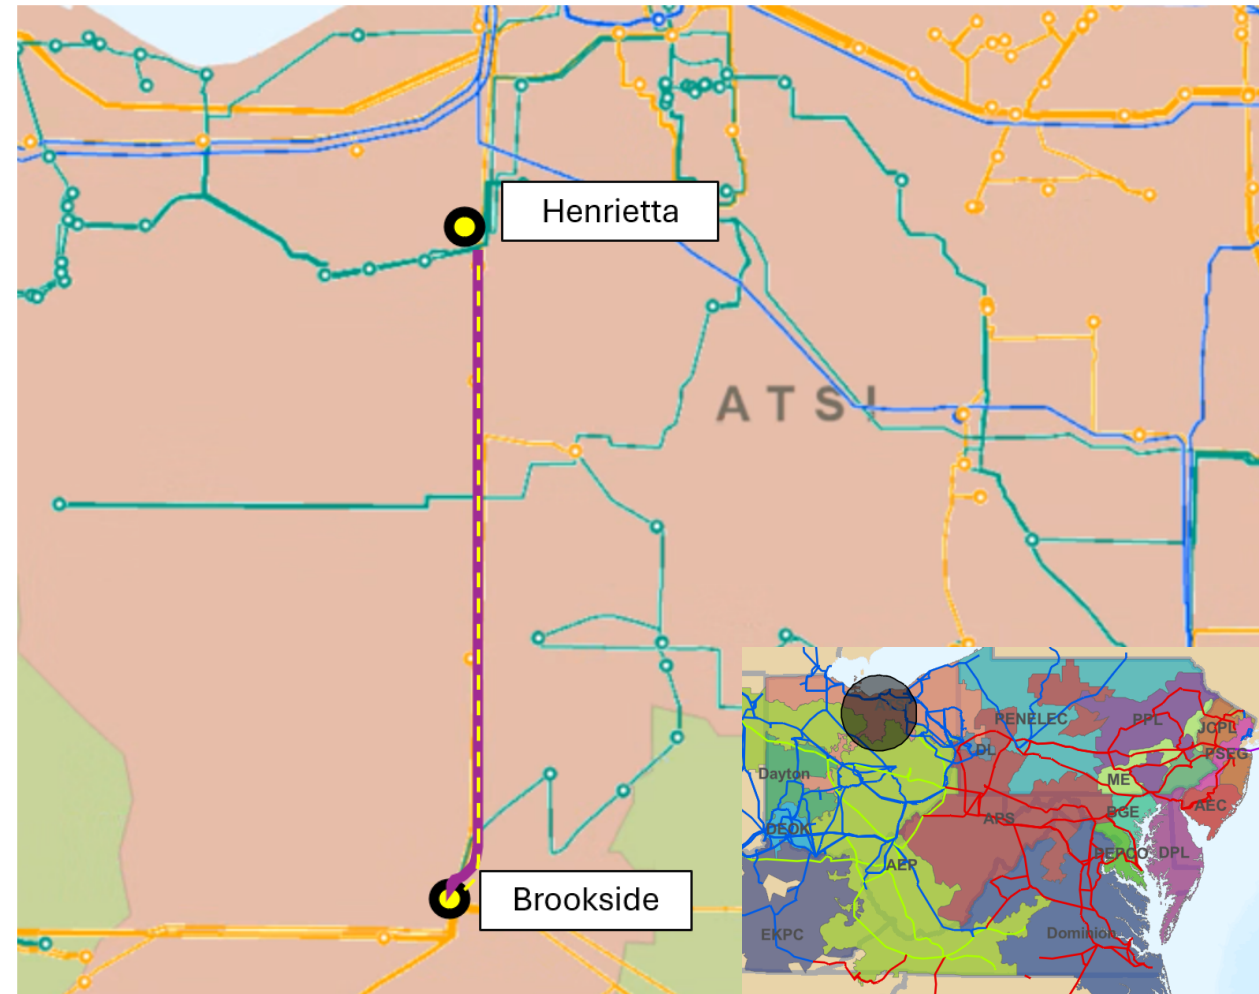 Henrietta
ATSI
Brookside
PENELEC
PPL
JCPL
DL
PSEG
Dayton
ME
AEC
APS
BGE
DEOK
PEPCO
DPL
AEP
EKPC
Dominion